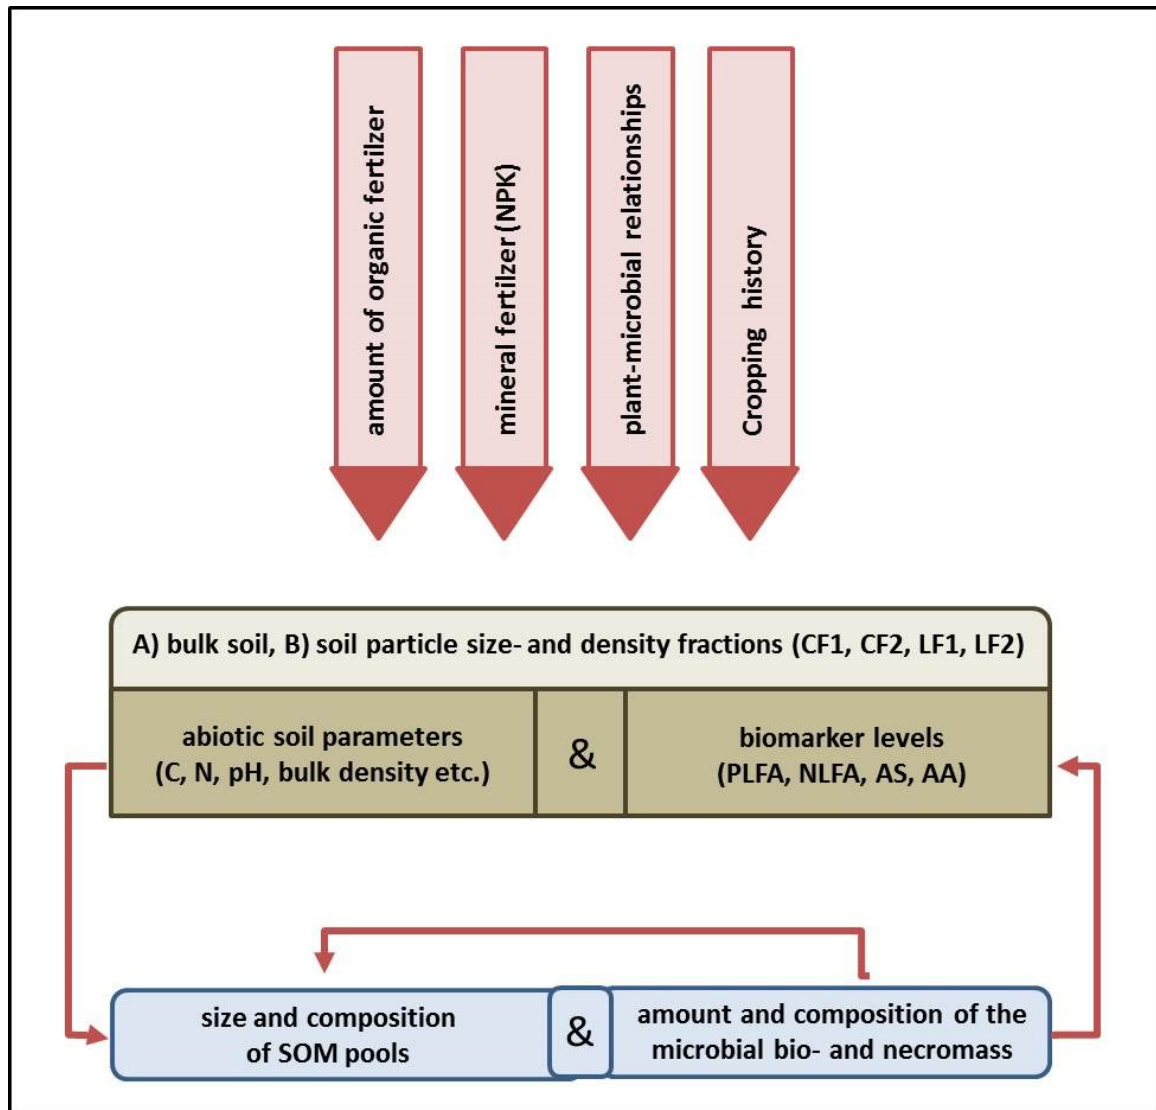 amount of organic fertilzer
mineral fertilzer (NPK)
plant-microbial relationships
Cropping history
A) bulk soil, B) soil particle size- and density fractions (CF1, CF2, LF1, LF2)
abiotic soil parameters
(C, N, pH, bulk density etc.)
&
biomarker levels
(PLFA, NLFA, AS, AA)
size and composition
of SOM pools
&
amount and composition of the
microbial bio- and necromass